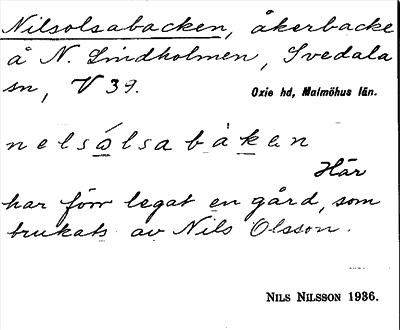 Nilsolsabacken, åkerbacke
å N. Lindholmen, Svedala
sn, V 39.
Oxie hd, Malmöhus län.
nelsólsabåken
Här
har förr legat en gård, som
brukats av Nils Olsson.
NILS NILSSON 1936.